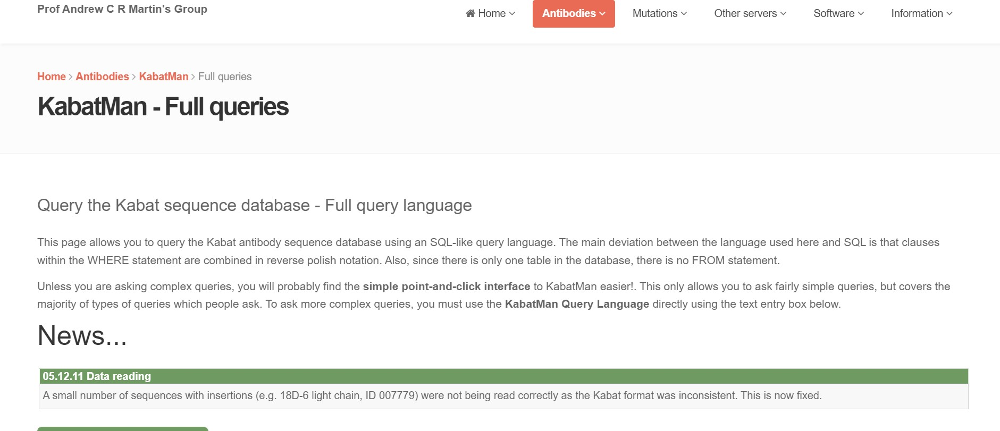 Prof Andrew C R Martin's Group
Home Antibodies Mutations Other servers Software Information
Home > Antibodies > KabatMan > Full queries
KabatMan - Full queries
Query the Kabat sequence database - Full query language
This page allows you to query the Kabat antibody sequence database using an SQL-like query language. The main deviation between the language used here and SQL is that clauses
within the WHERE statement are combined in reverse polish notation. Also, since there is only one table in the database, there is no FROM statement.
Unless you are asking complex queries, you will probably find the simple point-and-click interface to KabatMan easier!. This only allows you to ask fairly simple queries, but covers the
majority of types of queries which people ask. To ask more complex queries, you must use the KabatMan Query Language directly using the text entry box below.
News...
05.12.11 Data reading
A small number of sequences with insertions (e.g. 18D-6 light chain, ID 007779) were not being read correctly as the Kabat format was inconsistent. This is now fixed.